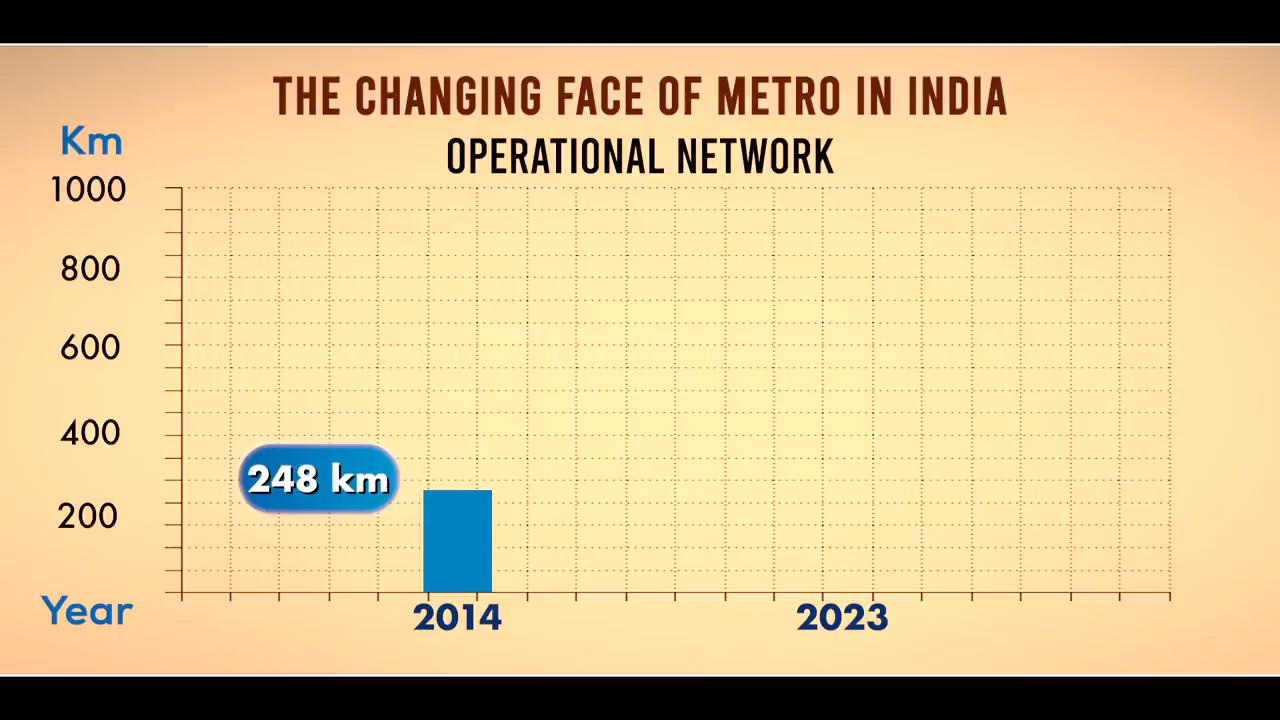 THE CHANGING FACE OF METRO IN INDIA
OPERATIONAL NETWORK
Km
1000
800
600
400
248 km
200
Year
2014
2023